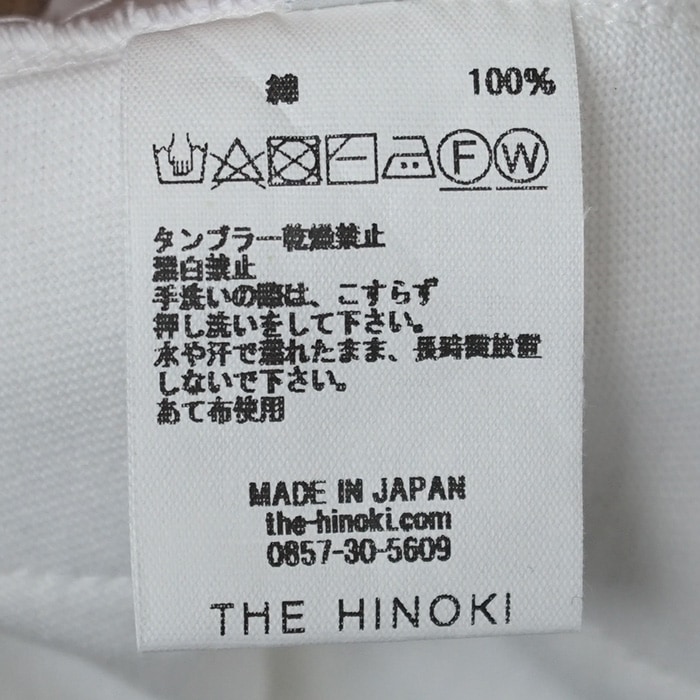 綿 100%
F W
タンブラー乾燥禁止
漂白禁止
手洗いの際は、こすらず
押し洗いをして下さい。
水や汗で濡れたまま、長時間放置
しないで下さい。
あて布使用
MADE IN JAPAN
the-hinoki.com
0857-30-5609
THE HINOKI